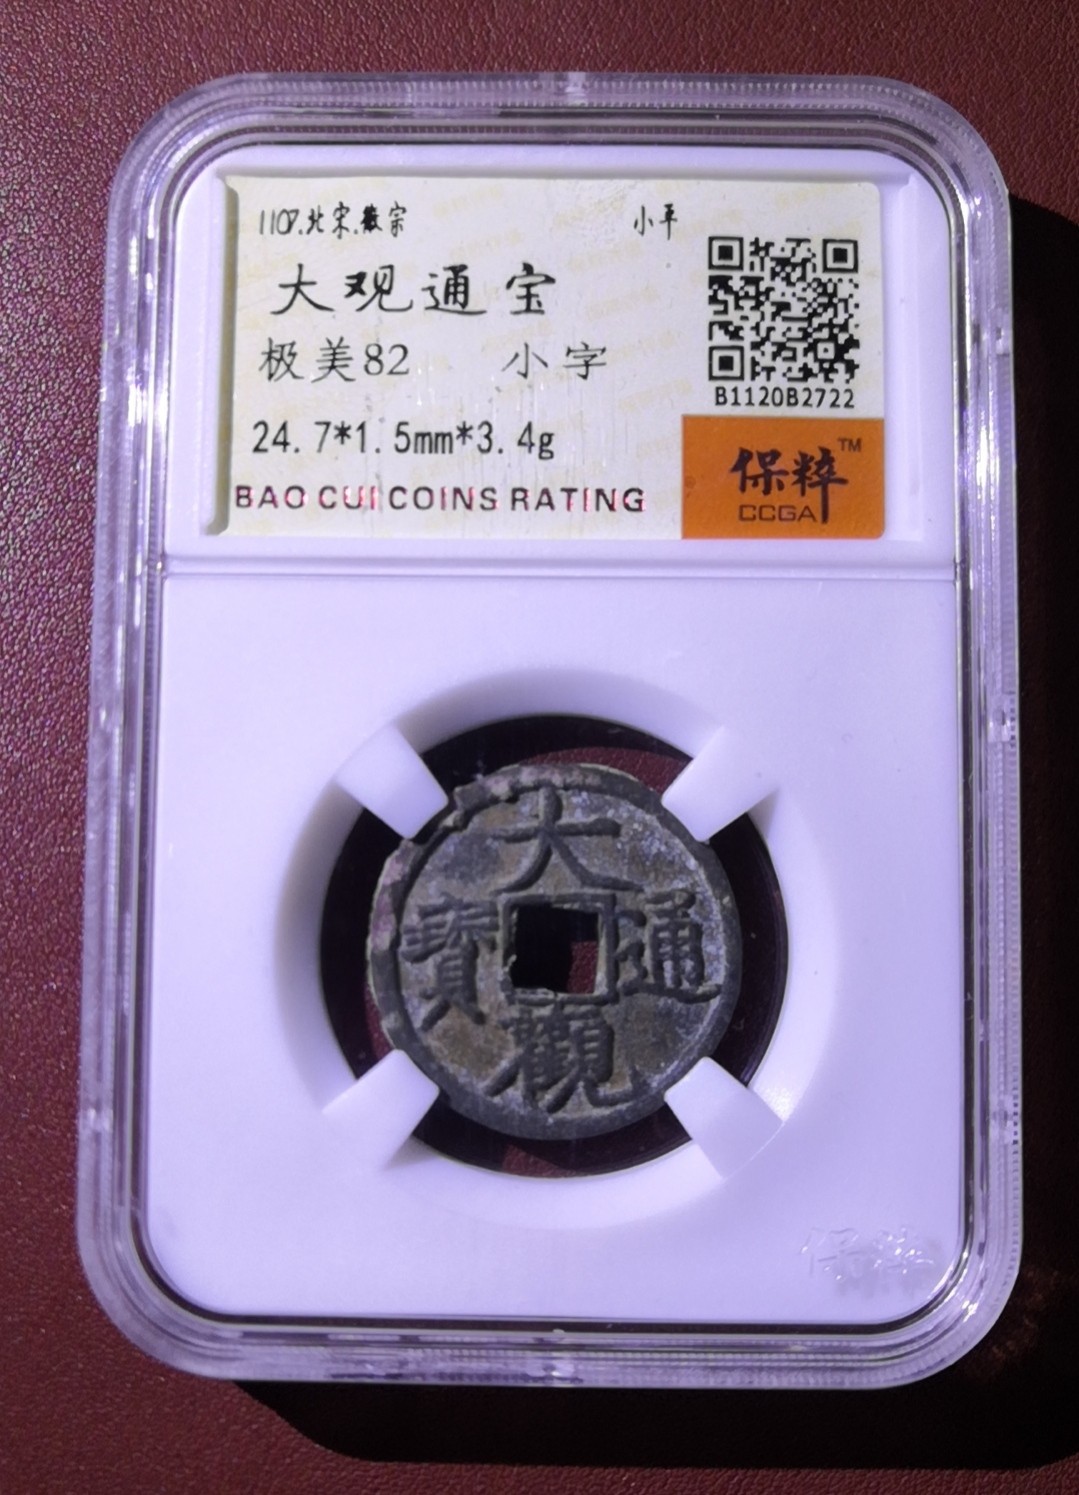 1107.北宋.徽宗 小平
大观通宝
极美82 小字
24.7*1.5mm*3.4g
BAO CUI COINS RATING
B1120B2722
保粹™
CCGA
大
觀
通
寳
保粹